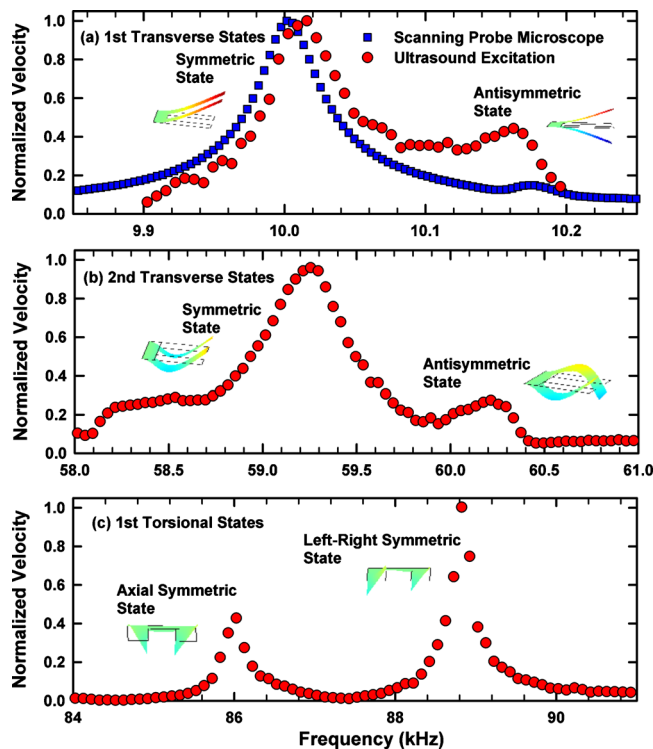 (a) 1st Transverse States
Scanning Probe Microscope
Ultrasound Excitation
Symmetric
State
Antisymmetric
State
Normalized Velocity
1.0
0.8
0.6
0.4
0.2
0.0
9.9 10.0 10.1 10.2
(b) 2nd Transverse States
Symmetric
State
Antisymmetric
State
Normalized Velocity
1.0
0.8
0.6
0.4
0.2
0.0
58.0 58.5 59.0 59.5 60.0 60.5 61.0
(c) 1st Torsional States
Left-Right Symmetric
State
Axial Symmetric
State
Normalized Velocity
1.0
0.8
0.6
0.4
0.2
0.0
84 86 88 90
Frequency (kHz)